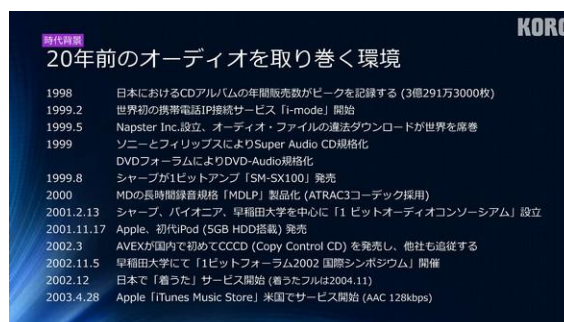 KORG
時代背景
20年前のオーディオを取り巻く環境
1998 日本におけるCDアルバムの年間販売数がピークを記録する (3億291万3000枚)
1999.2 世界初の携帯電話IP接続サービス「i-mode」開始
1999.5 Napster Inc.設立、オーディオ・ファイルの違法ダウンロードが世界を席巻
1999 ソニーとフィリップスによりSuper Audio CD規格化
DVDフォーラムによりDVD-Audio規格化
1999.8 シャープが1ビットアンプ「SM-SX100」発売
2000 MDの長時間録音規格「MDLP」製品化 (ATRAC3コーデック採用)
2001.2.13 シャープ、パイオニア、早稲田大学を中心に「1 ビットオーディオコンソーシアム」設立
2001.11.17 Apple、初代iPod (5GB HDD搭載) 発売
2002.3 AVEXが国内で初めてCCCD (Copy Control CD) を発売し、他社も追従する
2002.11.5 早稲田大学にて「1ビットフォーラム2002 国際シンポジウム」開催
2002.12 日本で「着うた」サービス開始 (着うたフルは2004.11)
2003.4.28 Apple「iTunes Music Store」米国でサービス開始 (AAC 128kbps)